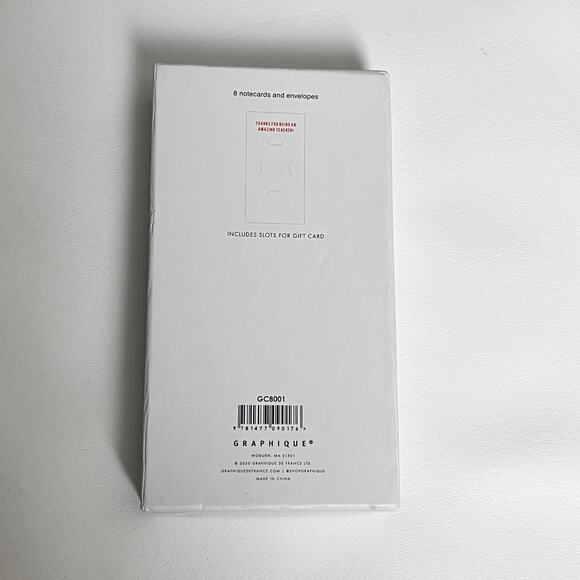 8 notecards and envelopes
THANKS FOR BEING AN
AMAZING TEACHER!
INCLUDES SLOTS FOR GIFT CARD
GC8001
9 781477 090176 >
GRAPHIQUE®
WOBURN, MA 01801
© 2020 GRAPHIQUE DE FRANCE LTD
GRAPHIQUEDEFRANCE.COM | @SHOPGRAPHIQUE
MADE IN CHINA